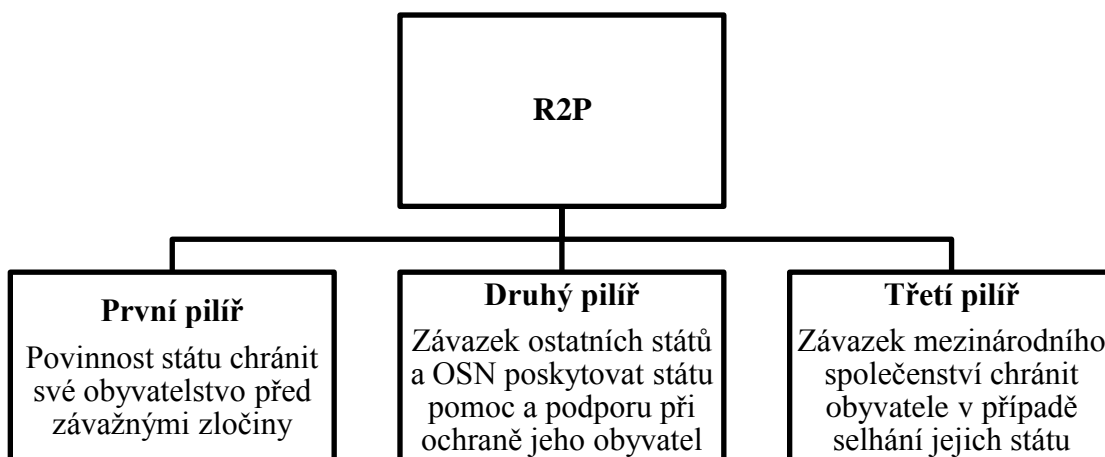 R2P
První pilíř
Povinnost státu chránit
své obyvatelstvo před
závažnými zločiny
Druhý pilíř
Závazek ostatních států
a OSN poskytovat státu
pomoc a podporu při
ochraně jeho obyvatel
Třetí pilíř
Závazek mezinárodního
společenství chránit
obyvatele v případě
selhání jejich státu